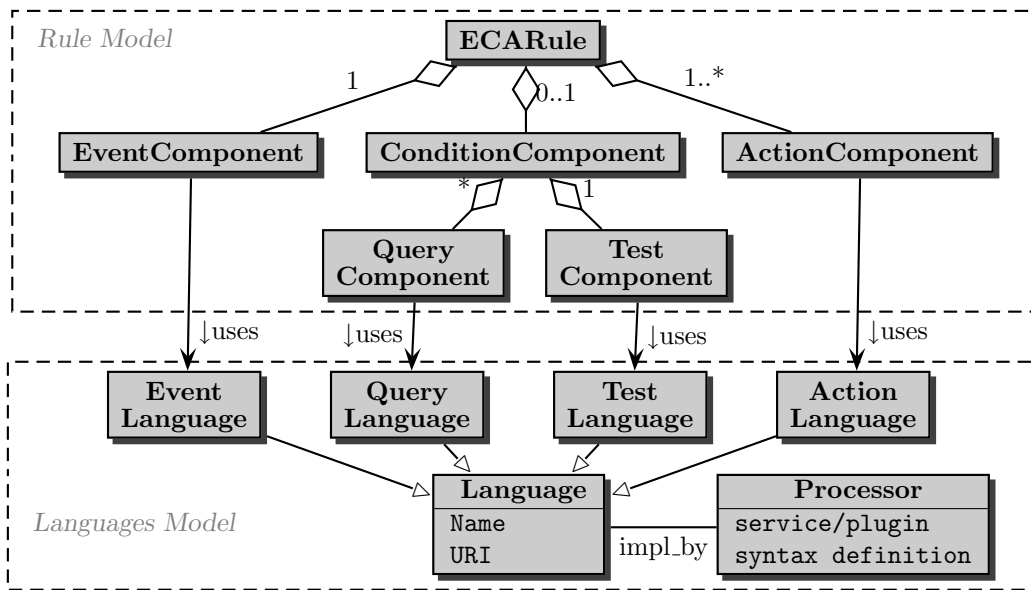 Rule Model
ECARule
1
0..1
1..*
EventComponent
ConditionComponent
ActionComponent
*
1
Query
Component
Test
Component
↓uses
↓uses
↓uses
↓uses
Event
Language
Query
Language
Test
Language
Action
Language
Languages Model
Language
Name
URI
impl_by
Processor
service/plugin
syntax definition